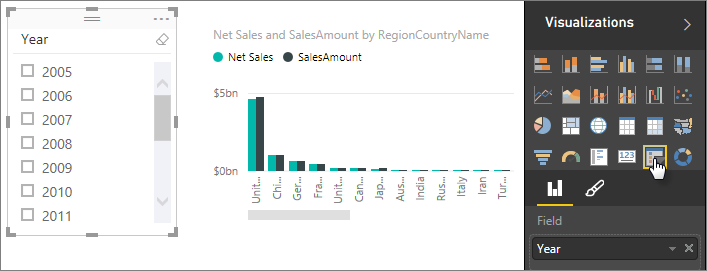 Year
2005
2006
2007
2008
2009
2010
2011
Net Sales and SalesAmount by RegionCountryName
Net Sales
SalesAmount
$5bn
$0bn
Unit...
Chi...
Ger...
Fra...
Unit...
Can...
Jap...
Aus...
India
Rus...
Italy
Iran
Tur...
Visualizations
123
Field
Year